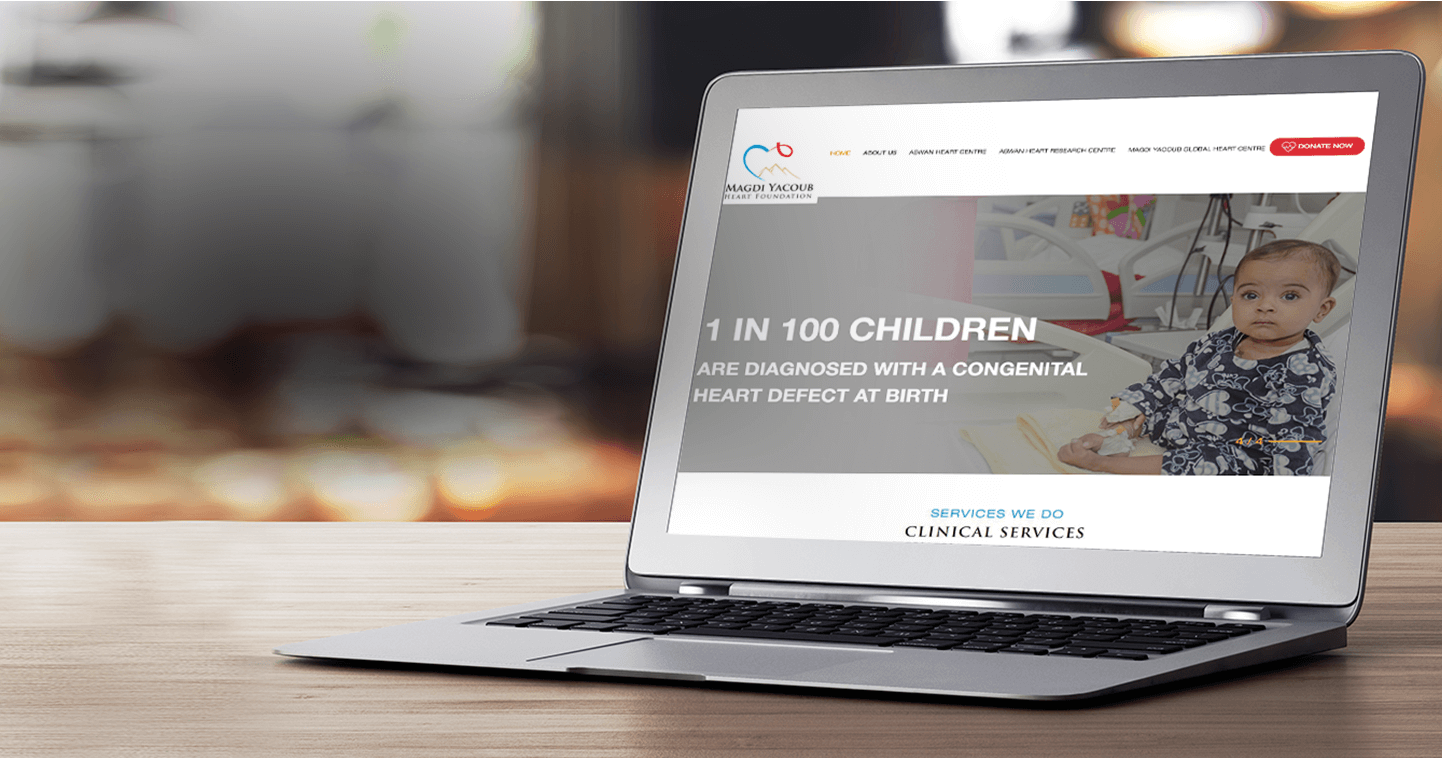 MAGDI YACOUB
HEART FOUNDATION
HOME ABOUT US ASWAN HEART CENTRE ASWAN HEART RESEARCH CENTRE MAGDI YACOUB GLOBAL HEART CENTRE DONATE NOW
1 IN 100 CHILDREN
ARE DIAGNOSED WITH A CONGENITAL
HEART DEFECT AT BIRTH
4 / 4
SERVICES WE DO
CLINICAL SERVICES